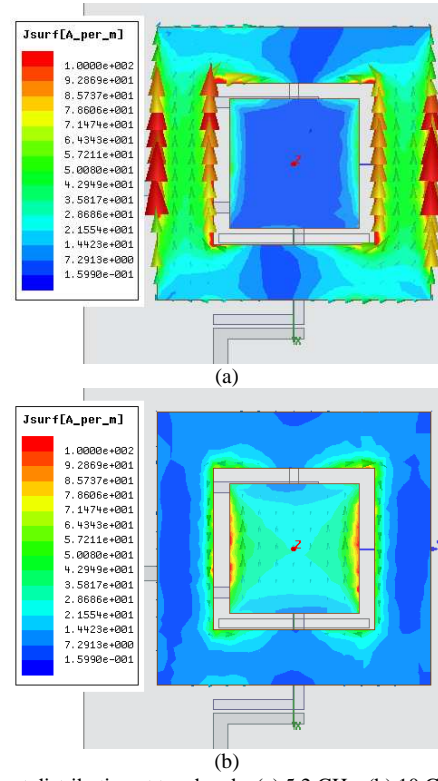 Jsurf[A_per_m]
1.0000e+002
9.2869e+001
8.5737e+001
7.8606e+001
7.1474e+001
6.4343e+001
5.7211e+001
5.0080e+001
4.2949e+001
3.5817e+001
2.8686e+001
2.1554e+001
1.4423e+001
7.2913e+000
1.5990e-001
Z
(a)
Jsurf[A_per_m]
1.0000e+002
9.2869e+001
8.5737e+001
7.8606e+001
7.1474e+001
6.4343e+001
5.7211e+001
5.0080e+001
4.2949e+001
3.5817e+001
2.8686e+001
2.1554e+001
1.4423e+001
7.2913e+000
1.5990e-001
Z
(b)